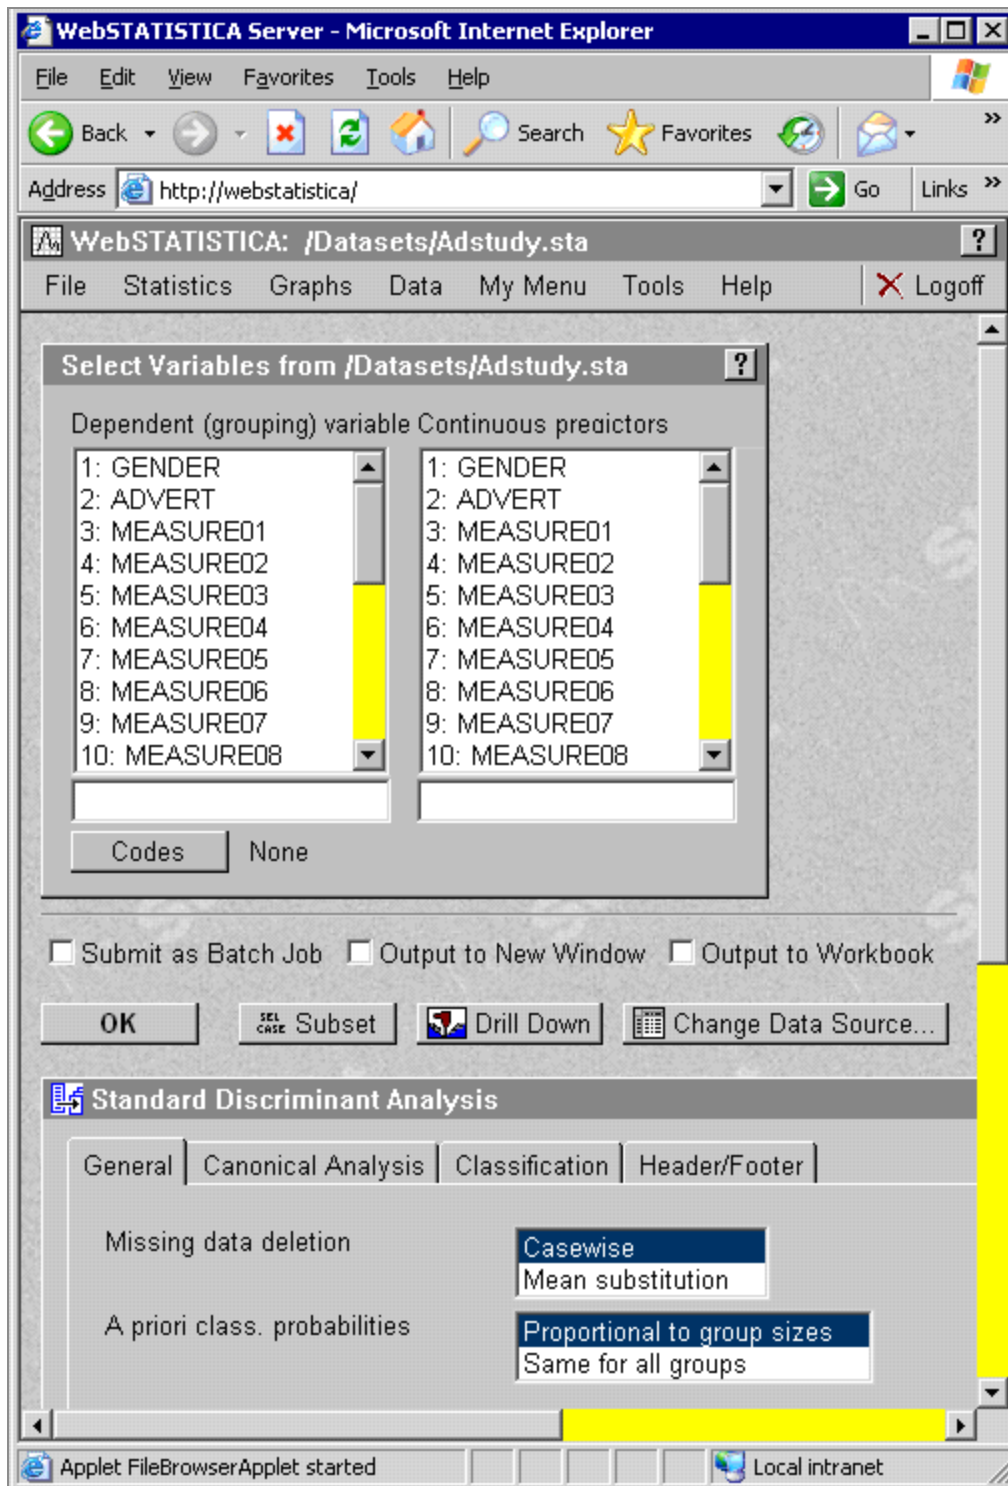 WebSTATISTICA Server - Microsoft Internet Explorer
File Edit View Favorites Tools Help
Back Search Favorites »
Address http://webstatistica/ Go Links »
WebSTATISTICA: /Datasets/Adstudy.sta ?
File Statistics Graphs Data My Menu Tools Help Logoff
Select Variables from /Datasets/Adstudy.sta ?
Dependent (grouping) variable Continuous predictors
1: GENDER 1: GENDER
2: ADVERT 2: ADVERT
3: MEASURE01 3: MEASURE01
4: MEASURE02 4: MEASURE02
5: MEASURE03 5: MEASURE03
6: MEASURE04 6: MEASURE04
7: MEASURE05 7: MEASURE05
8: MEASURE06 8: MEASURE06
9: MEASURE07 9: MEASURE07
10: MEASURE08 10: MEASURE08
Codes None
Submit as Batch Job Output to New Window Output to Workbook
OK SEL CASE Subset Drill Down Change Data Source...
Standard Discriminant Analysis
General Canonical Analysis Classification Header/Footer
Missing data deletion Casewise
Mean substitution
A priori class. probabilities Proportional to group sizes
Same for all groups
Applet FileBrowserApplet started Local intranet